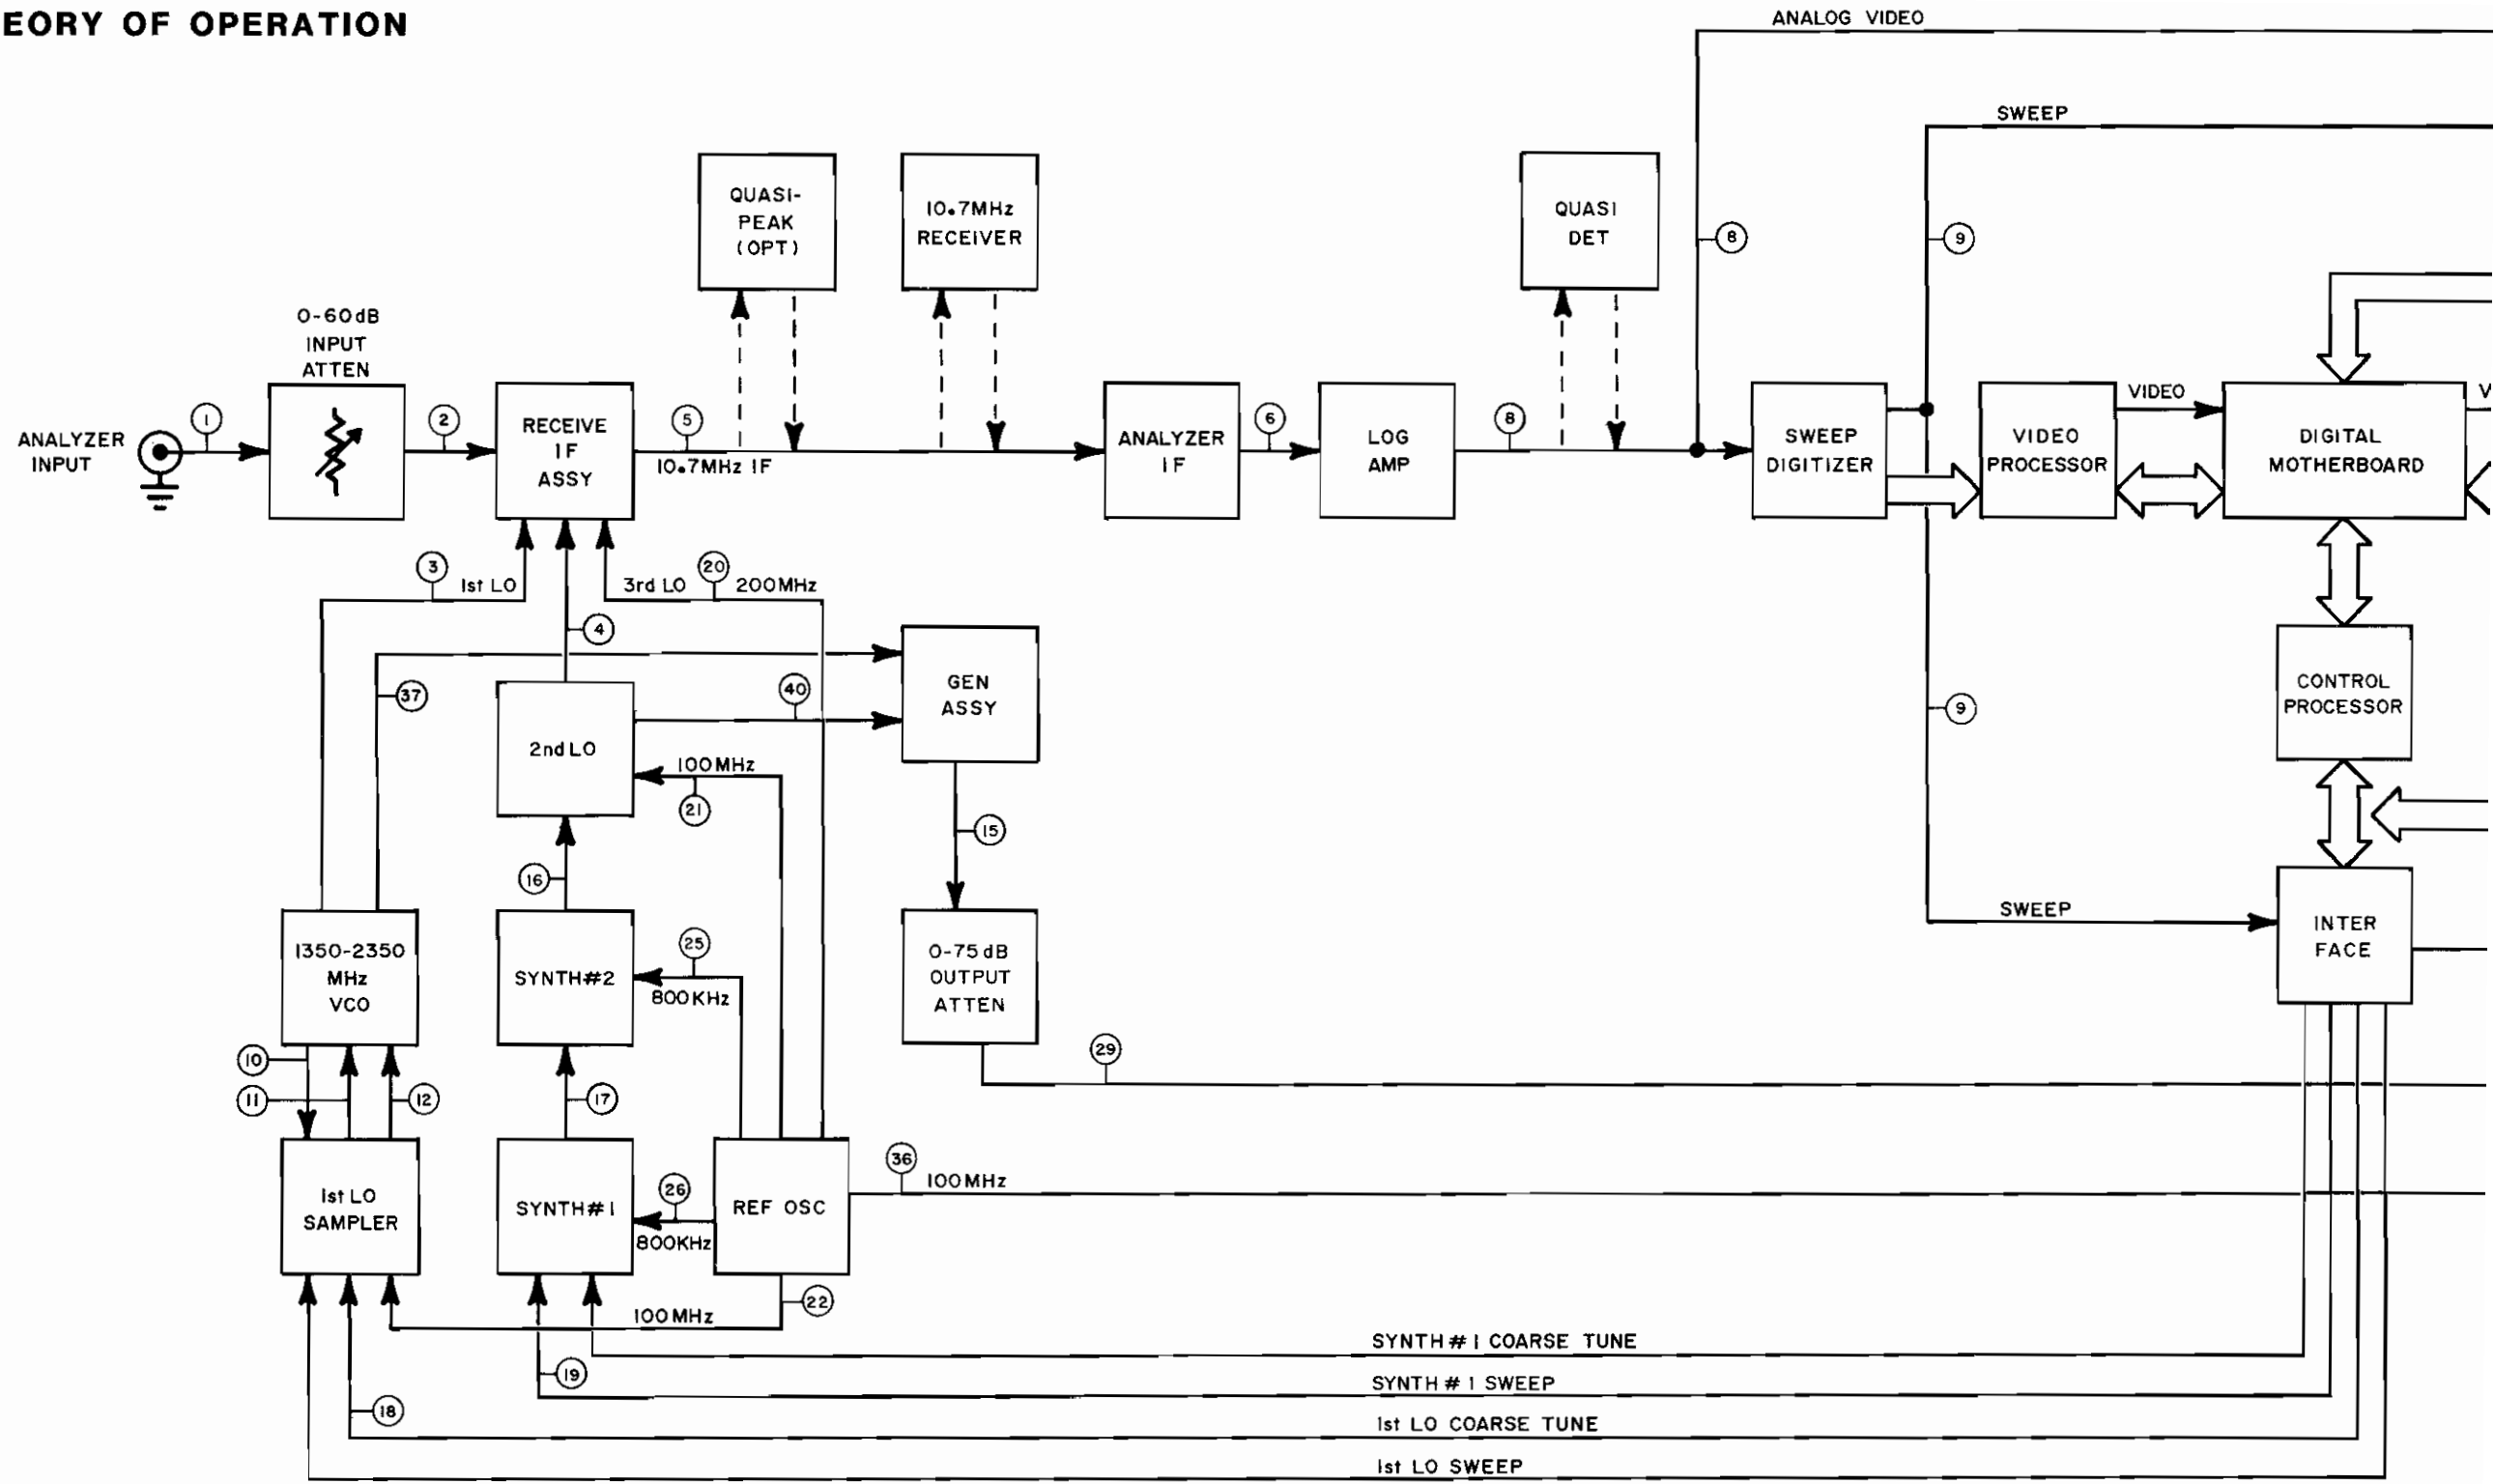 EORY OF OPERATION
ANALOG VIDEO
SWEEP
QUASI-
PEAK
(OPT)
10.7MHz
RECEIVER
QUASI
DET
8
9
0-60dB
INPUT
ATTEN
ANALYZER
INPUT
1
2
RECEIVE
IF
ASSY
5
10.7MHz IF
ANALYZER
IF
6
LOG
AMP
8
SWEEP
DIGITIZER
VIDEO
PROCESSOR
VIDEO
DIGITAL
MOTHERBOARD
V
3
1st LO
3rd LO
20
200MHz
4
37
40
GEN
ASSY
2nd LO
100MHz
21
15
9
CONTROL
PROCESSOR
16
1350-2350
MHz
VCO
SYNTH#2
25
800KHz
0-75dB
OUTPUT
ATTEN
SWEEP
INTER
FACE
10
11
12
17
29
1st LO
SAMPLER
SYNTH#1
26
800KHz
REF OSC
36
100MHz
22
100MHz
19
18
SYNTH#1 COARSE TUNE
SYNTH#1 SWEEP
1st LO COARSE TUNE
1st LO SWEEP